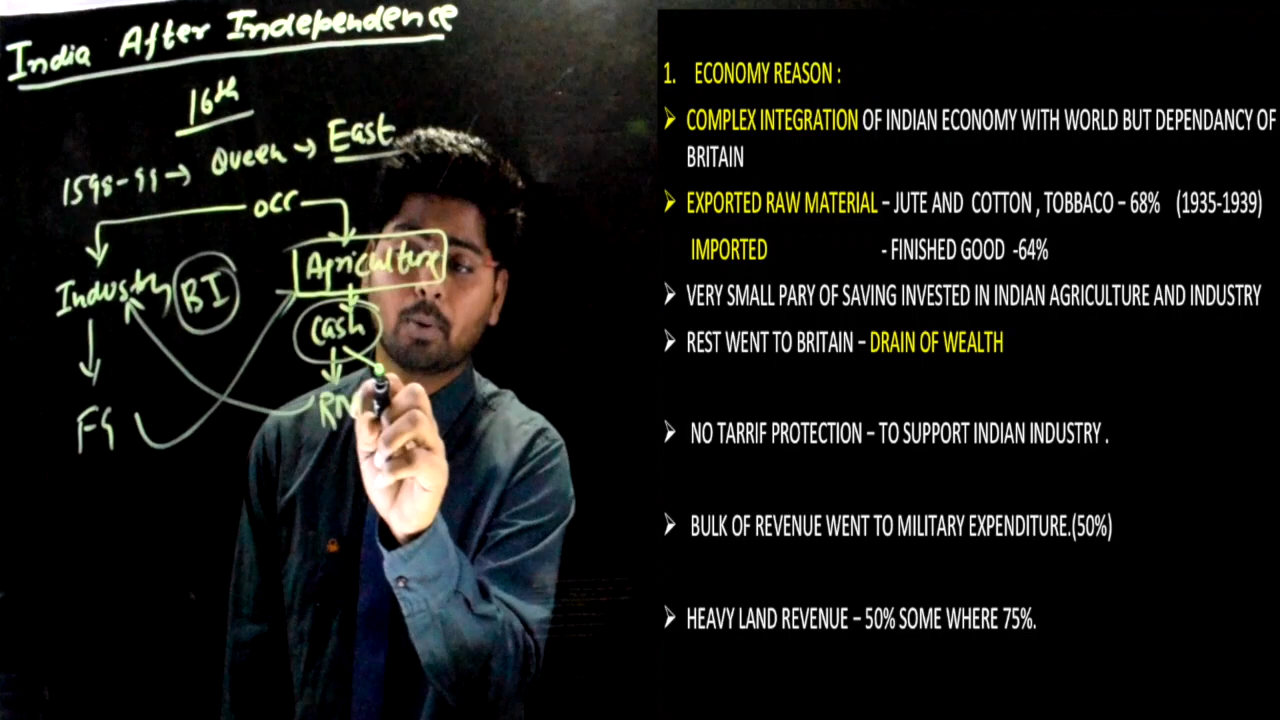 India After Independence
16th
1598-99 → Queen → East
occ
Industry BI Agriculture
cash
FG RM
1. ECONOMY REASON :
➢ COMPLEX INTEGRATION OF INDIAN ECONOMY WITH WORLD BUT DEPENDANCY OF
BRITAIN
➢ EXPORTED RAW MATERIAL – JUTE AND COTTON , TOBBACO – 68% (1935-1939)
IMPORTED - FINISHED GOOD -64%
➢ VERY SMALL PARY OF SAVING INVESTED IN INDIAN AGRICULTURE AND INDUSTRY
➢ REST WENT TO BRITAIN – DRAIN OF WEALTH
➢ NO TARRIF PROTECTION – TO SUPPORT INDIAN INDUSTRY .
➢ BULK OF REVENUE WENT TO MILITARY EXPENDITURE.(50%)
➢ HEAVY LAND REVENUE – 50% SOME WHERE 75%.